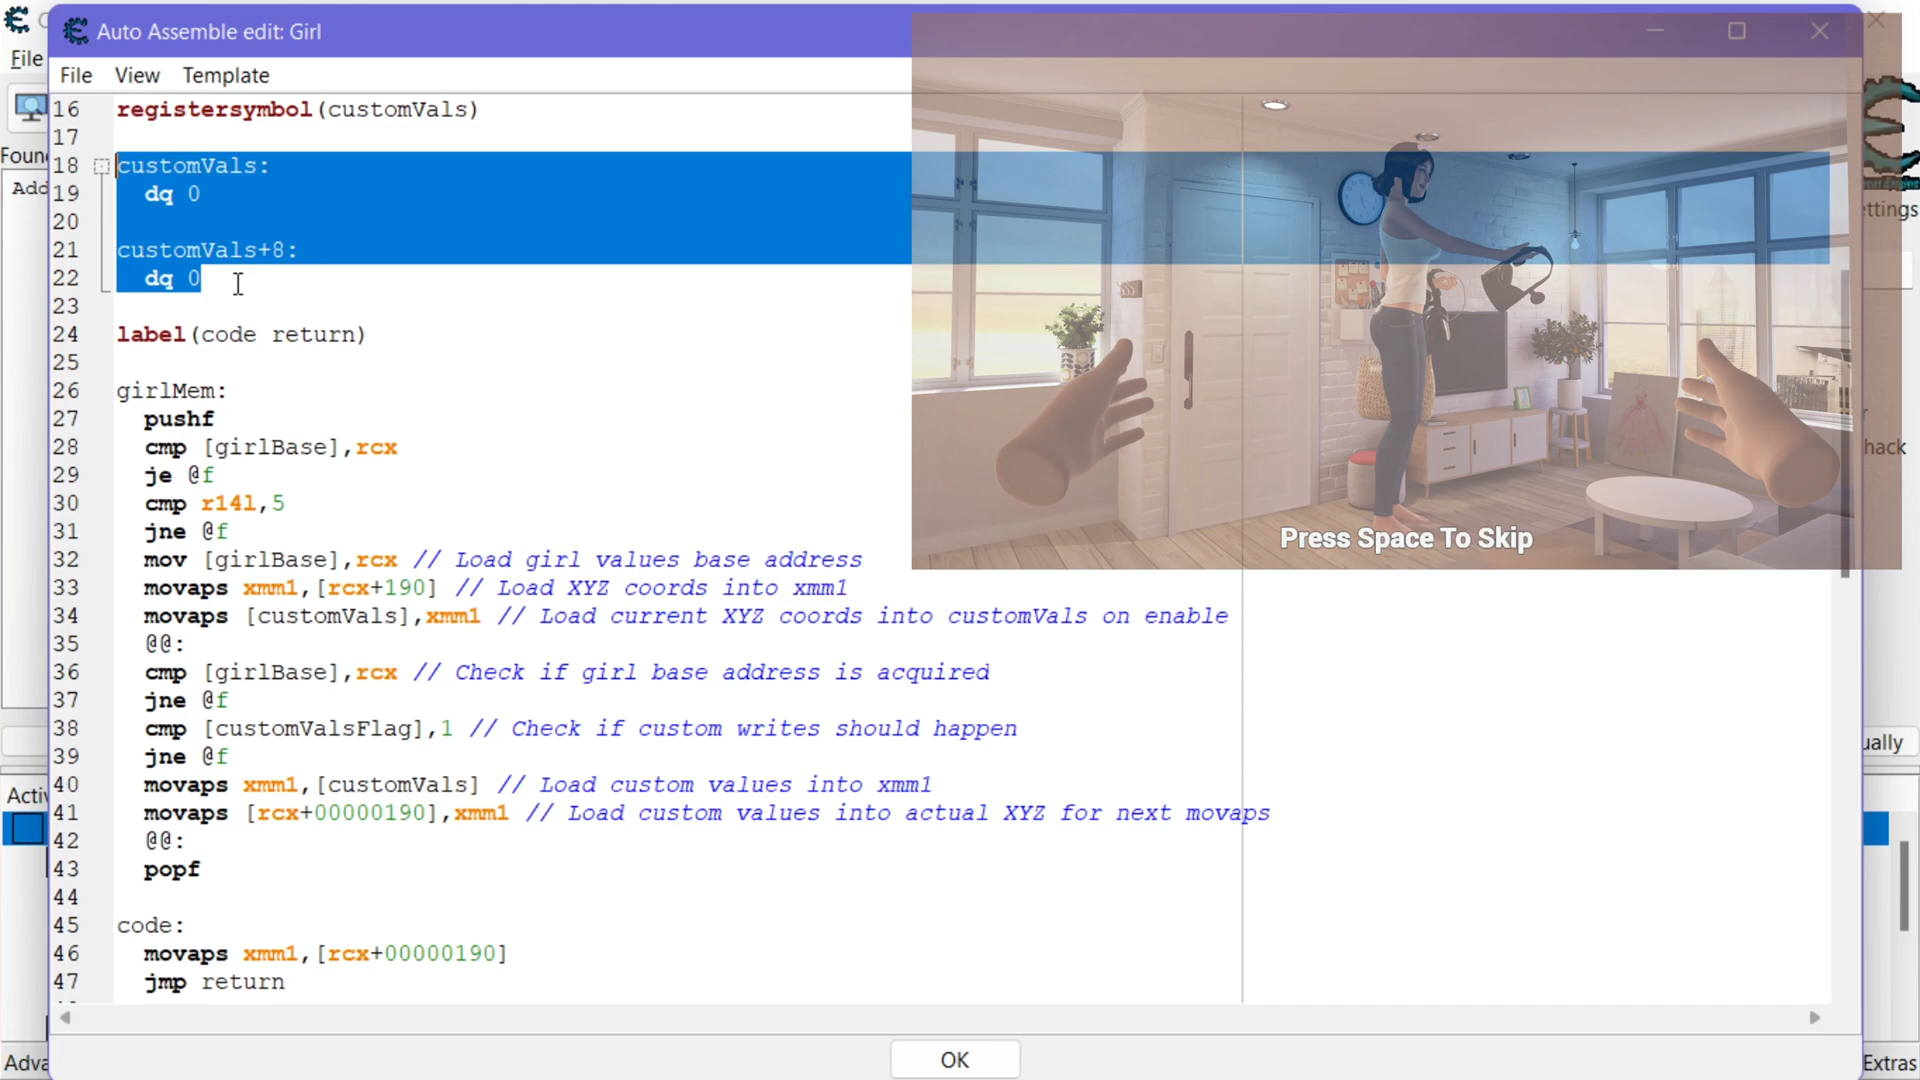 Auto Assemble edit: Girl
File
File View Template
16 registersymbol(customVals)
17
Foun
18 customVals:
Add
19 dq 0
ettings
20
21 customVals+8:
22 dq 0
23
24 label(code return)
25
26 girlMem:
27 pushf
28 cmp [girlBase],rcx
hack
29 je @f
30 cmp r14l,5
31 jne @f
Press Space To Skip
32 mov [girlBase],rcx // Load girl values base address
33 movaps xmm1,[rcx+190] // Load XYZ coords into xmm1
34 movaps [customVals],xmm1 // Load current XYZ coords into customVals on enable
35 @@:
36 cmp [girlBase],rcx // Check if girl base address is acquired
37 jne @f
38 cmp [customValsFlag],1 // Check if custom writes should happen
ually
39 jne @f
40 movaps xmm1,[customVals] // Load custom values into xmm1
Activ
41 movaps [rcx+00000190],xmm1 // Load custom values into actual XYZ for next movaps
42 @@:
43 popf
44
45 code:
46 movaps xmm1,[rcx+00000190]
47 jmp return
OK
Adva
Extras